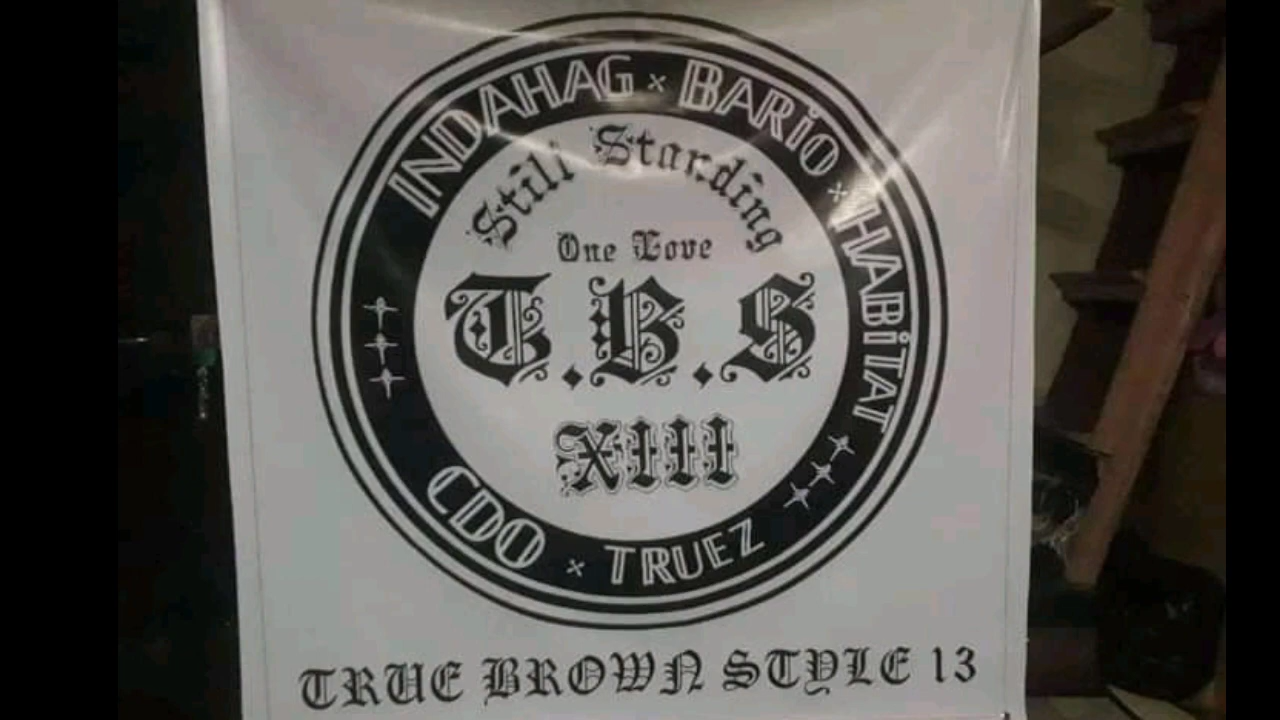 INDAHAG × BARiO × HABiTAT
Still Standing
One Love
T.B.S
XIII
CDO × TRUEZ
TRUE BROWN STYLE 13